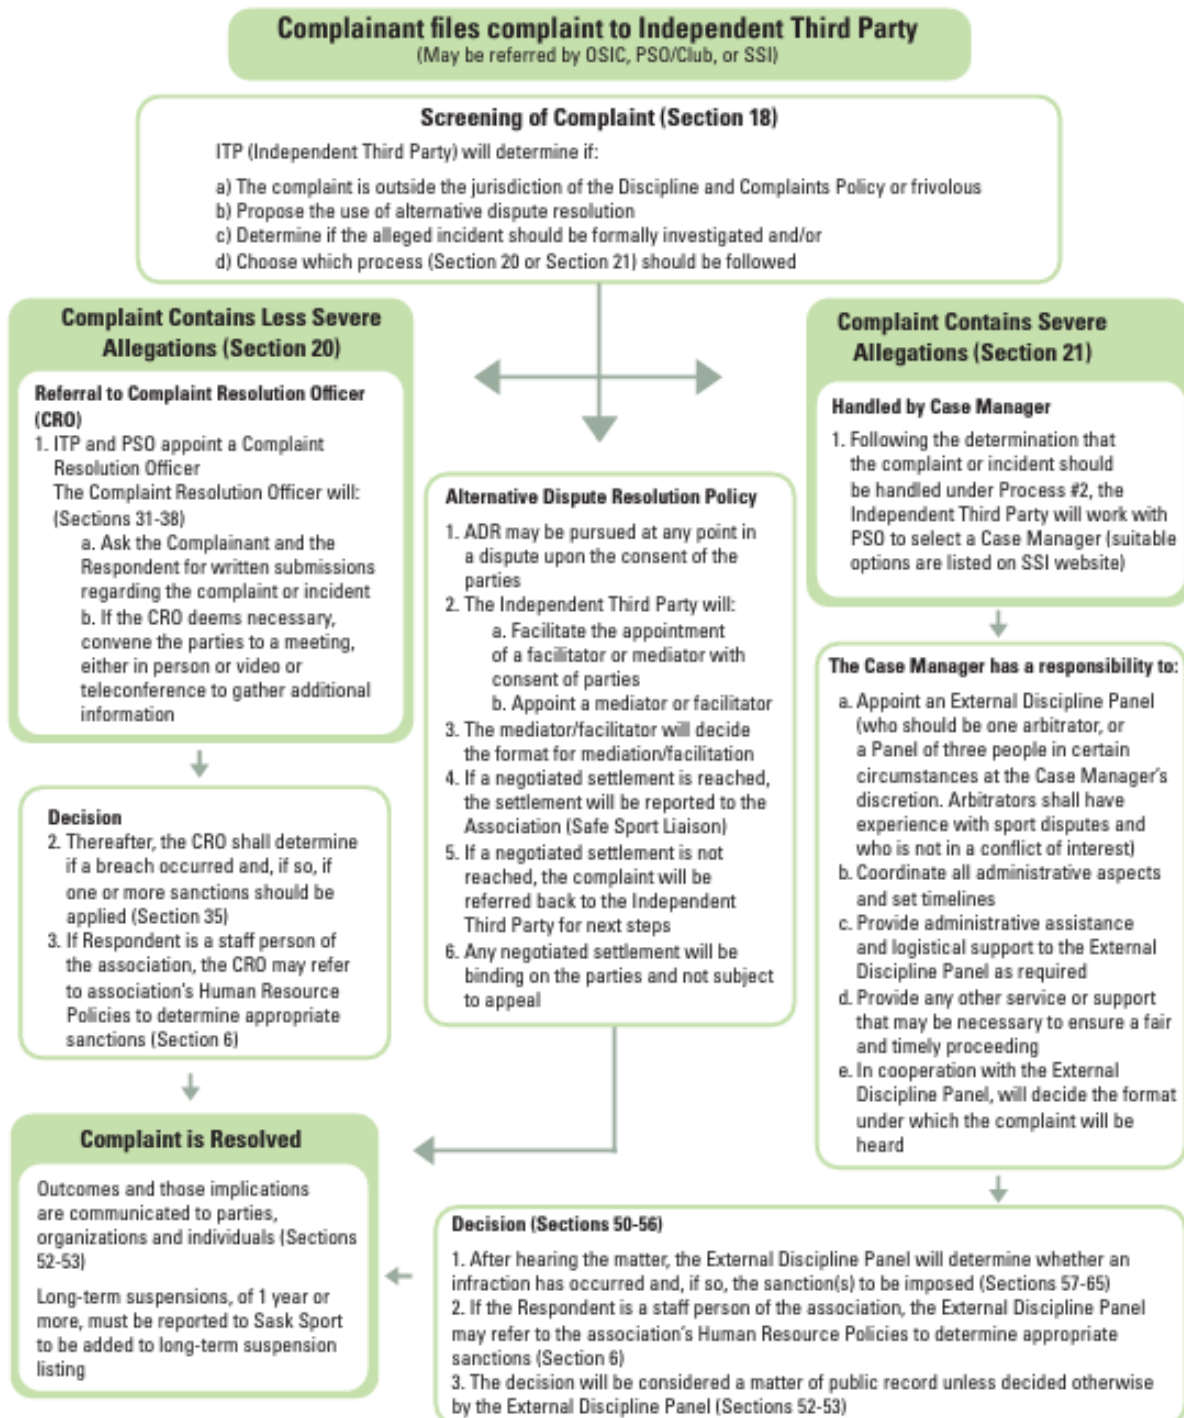 Complainant files complaint to Independent Third Party
(May be referred by OSIC, PSO/Club, or SSI)
Screening of Complaint (Section 18)
ITP (Independent Third Party) will determine if:
a) The complaint is outside the jurisdiction of the Discipline and Complaints Policy or frivolous
b) Propose the use of alternative dispute resolution
c) Determine if the alleged incident should be formally investigated and/or
d) Choose which process (Section 20 or Section 21) should be followed
Complaint Contains Less Severe
Allegations (Section 20)
Referral to Complaint Resolution Officer
(CRO)
1. ITP and PSO appoint a Complaint
Resolution Officer
The Complaint Resolution Officer will:
(Sections 31-38)
a. Ask the Complainant and the
Respondent for written submissions
regarding the complaint or incident
b. If the CRO deems necessary,
convene the parties to a meeting,
either in person or video or
teleconference to gather additional
information
Decision
2. Thereafter, the CRO shall determine
if a breach occurred and, if so, if
one or more sanctions should be
applied (Section 35)
3. If Respondent is a staff person of
the association, the CRO may refer
to association's Human Resource
Policies to determine appropriate
sanctions (Section 6)
Alternative Dispute Resolution Policy
1. ADR may be pursued at any point in
a dispute upon the consent of the
parties
2. The Independent Third Party will:
a. Facilitate the appointment
of a facilitator or mediator with
consent of parties
b. Appoint a mediator or facilitator
3. The mediator/facilitator will decide
the format for mediation/facilitation
4. If a negotiated settlement is reached,
the settlement will be reported to the
Association (Safe Sport Liaison)
5. If a negotiated settlement is not
reached, the complaint will be
referred back to the Independent
Third Party for next steps
6. Any negotiated settlement will be
binding on the parties and not subject
to appeal
Complaint Contains Severe
Allegations (Section 21)
Handled by Case Manager
1. Following the determination that
the complaint or incident should
be handled under Process #2, the
Independent Third Party will work with
PSO to select a Case Manager (suitable
options are listed on SSI website)
The Case Manager has a responsibility to:
a. Appoint an External Discipline Panel
(who should be one arbitrator, or
a Panel of three people in certain
circumstances at the Case Manager's
discretion. Arbitrators shall have
experience with sport disputes and
who is not in a conflict of interest)
b. Coordinate all administrative aspects
and set timelines
c. Provide administrative assistance
and logistical support to the External
Discipline Panel as required
d. Provide any other service or support
that may be necessary to ensure a fair
and timely proceeding
e. In cooperation with the External
Discipline Panel, will decide the format
under which the complaint will be
heard
Decision (Sections 50-56)
1. After hearing the matter, the External Discipline Panel will determine whether an
infraction has occurred and, if so, the sanction(s) to be imposed (Sections 57-65)
2. If the Respondent is a staff person of the association, the External Discipline Panel
may refer to the association's Human Resource Policies to determine appropriate
sanctions (Section 6)
3. The decision will be considered a matter of public record unless decided otherwise
by the External Discipline Panel (Sections 52-53)
Complaint is Resolved
Outcomes and those implications
are communicated to parties,
organizations and individuals (Sections
52-53)
Long-term suspensions, of 1 year or
more, must be reported to Sask Sport
to be added to long-term suspension
listing